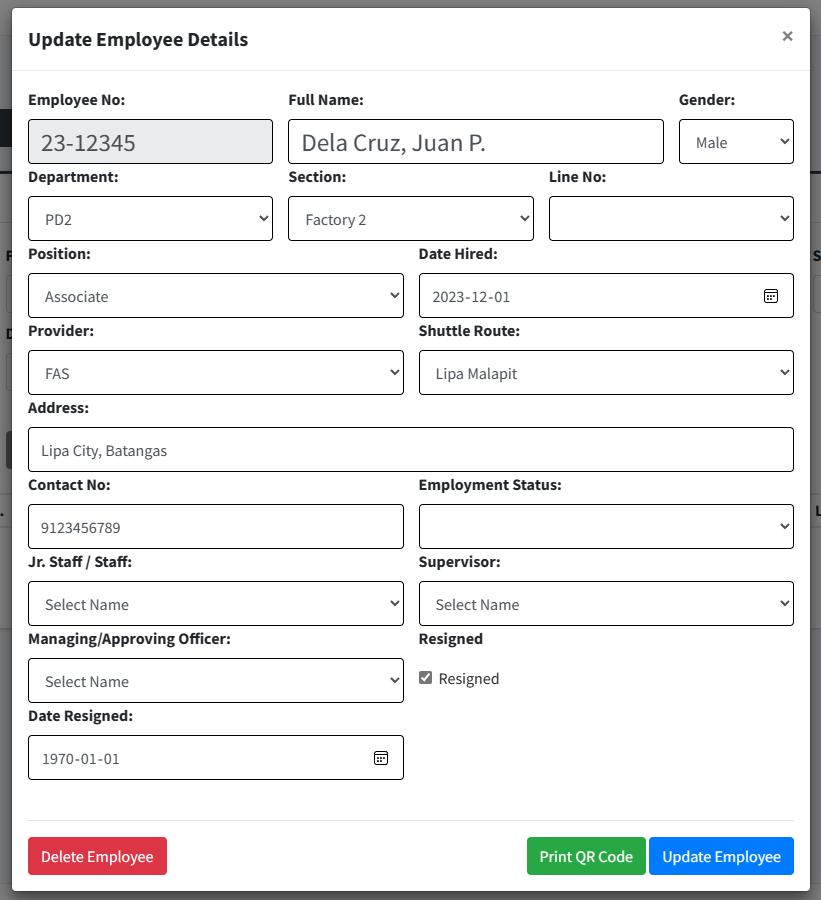 Update Employee Details ×
Employee No: Full Name: Gender:
23-12345 Dela Cruz, Juan P. Male
Department: Section: Line No:
PD2 Factory 2
Position: Date Hired:
Associate 2023-12-01
Provider: Shuttle Route:
FAS Lipa Malapit
Address:
Lipa City, Batangas
Contact No: Employment Status:
9123456789
Jr. Staff / Staff: Supervisor:
Select Name Select Name
Managing/Approving Officer: Resigned
Select Name Resigned
Date Resigned:
1970-01-01
Delete Employee Print QR Code Update Employee